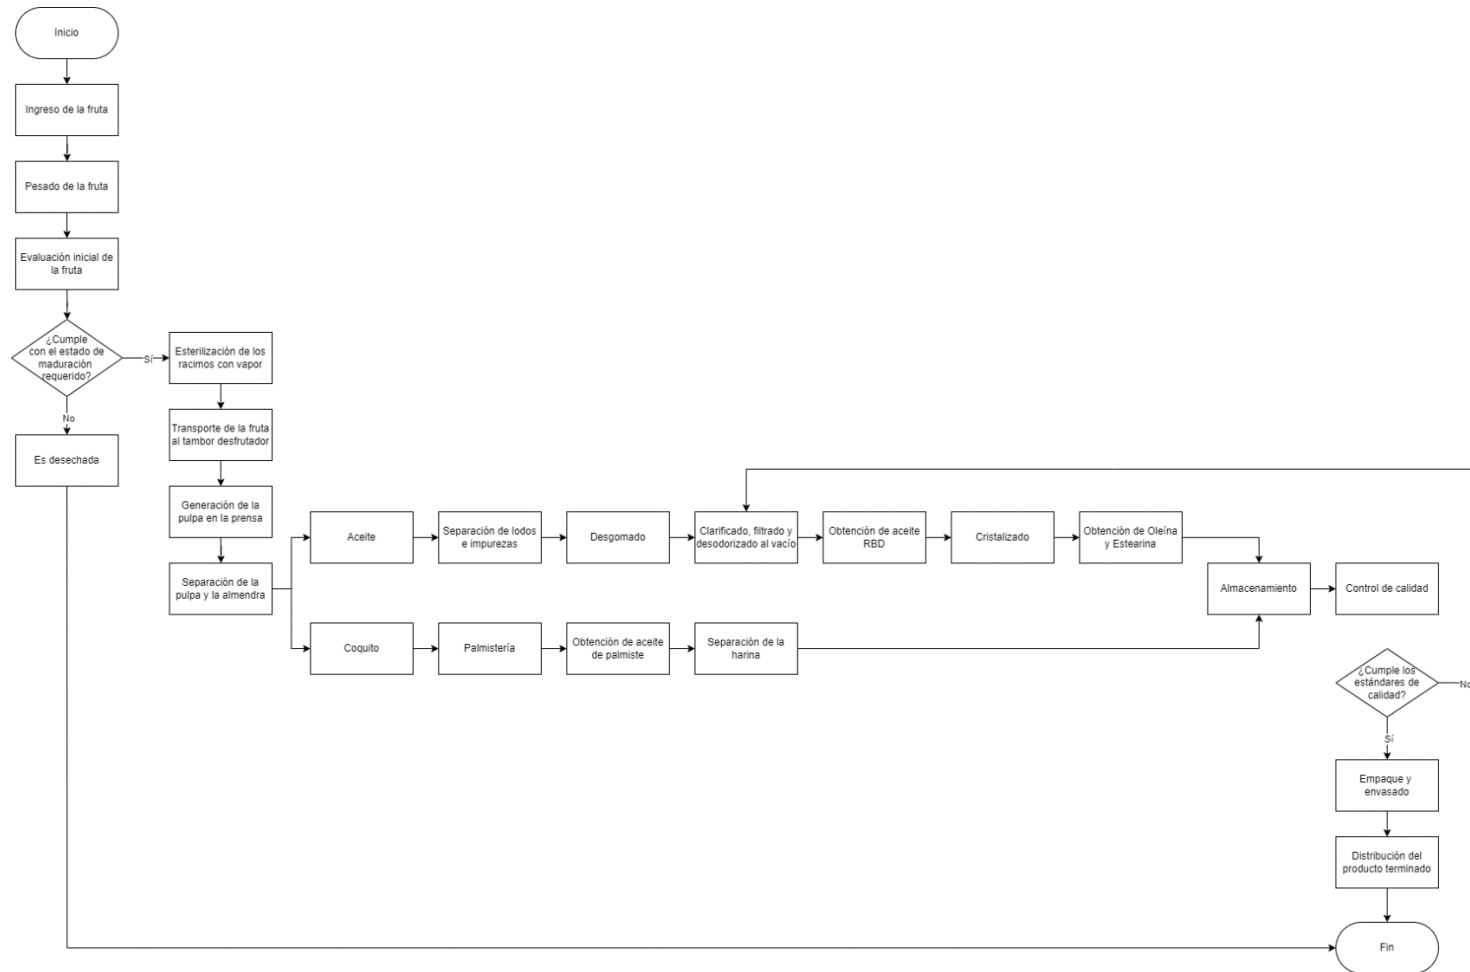 Inicio
Ingreso de la fruta
Pesado de la fruta
Evaluación inicial de
la fruta
¿Cumple
con el estado de
maduración
requerido?
Sí
No
Es desechada
Esterilización de los
racimos con vapor
Transporte de la fruta
al tambor desfrutador
Generación de la
pulpa en la prensa
Separación de la
pulpa y la almendra
Aceite
Separación de lodos
e impurezas
Desgomado
Clarificado, filtrado y
desodorizado al vacío
Obtención de aceite
RBD
Cristalizado
Obtención de Oleína
y Estearina
Coquito
Palmistería
Obtención de aceite
de palmiste
Separación de la
harina
Almacenamiento
Control de calidad
¿Cumple los
estándares de
calidad?
No
Sí
Empaque y
envasado
Distribución del
producto terminado
Fin